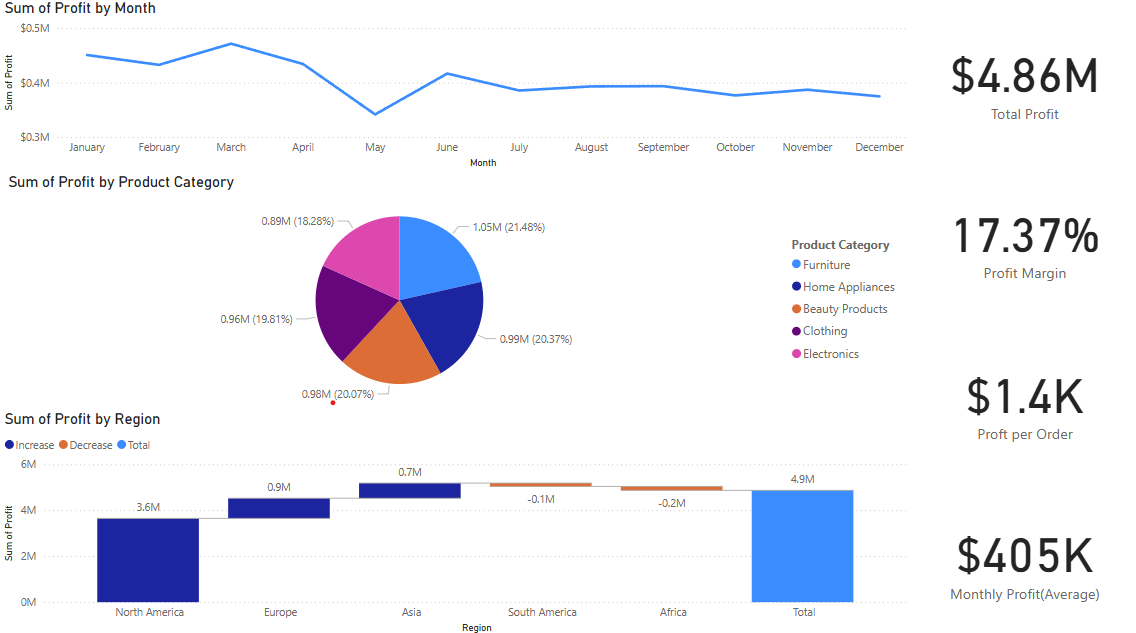 Sum of Profit by Month
$0.5M
$0.4M
$0.3M
Sum of Profit
January February March April May June July August September October November December
Month
Sum of Profit by Product Category
0.89M (18.28%)
1.05M (21.48%)
0.96M (19.81%)
0.99M (20.37%)
0.98M (20.07%)
Product Category
Furniture
Home Appliances
Beauty Products
Clothing
Electronics
Sum of Profit by Region
Increase Decrease Total
6M
4M
2M
0M
Sum of Profit
3.6M
0.9M
0.7M
-0.1M
-0.2M
4.9M
North America Europe Asia South America Africa Total
Region
$4.86M
Total Profit
17.37%
Profit Margin
$1.4K
Proft per Order
$405K
Monthly Profit(Average)